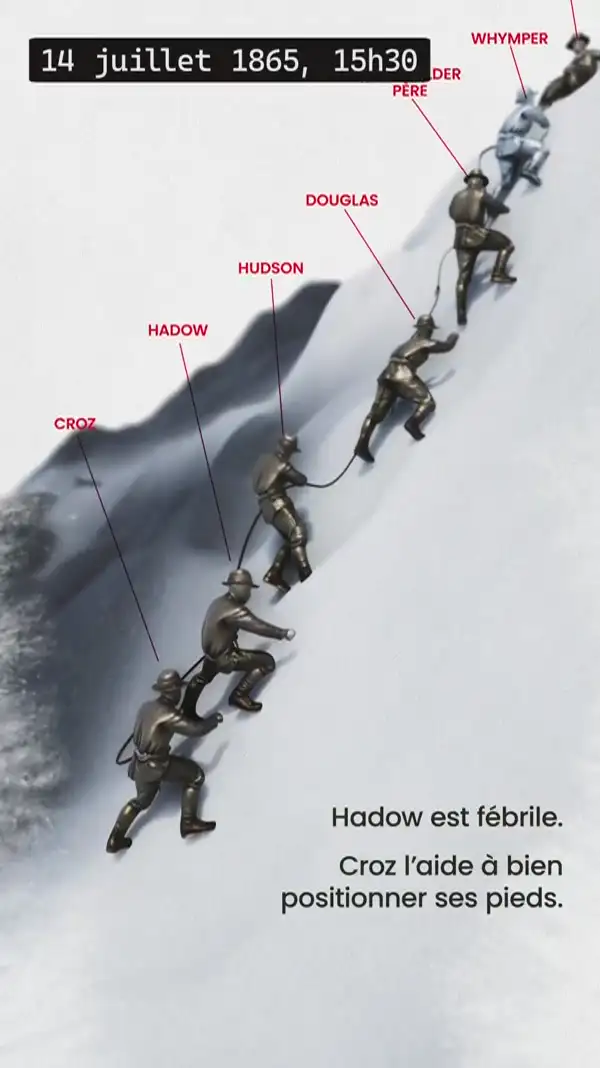 14 juillet 1865, 15h30
WHYMPER
PÈRE
DOUGLAS
HUDSON
HADOW
CROZ
Hadow est fébrile.
Croz l’aide à bien
positionner ses pieds.